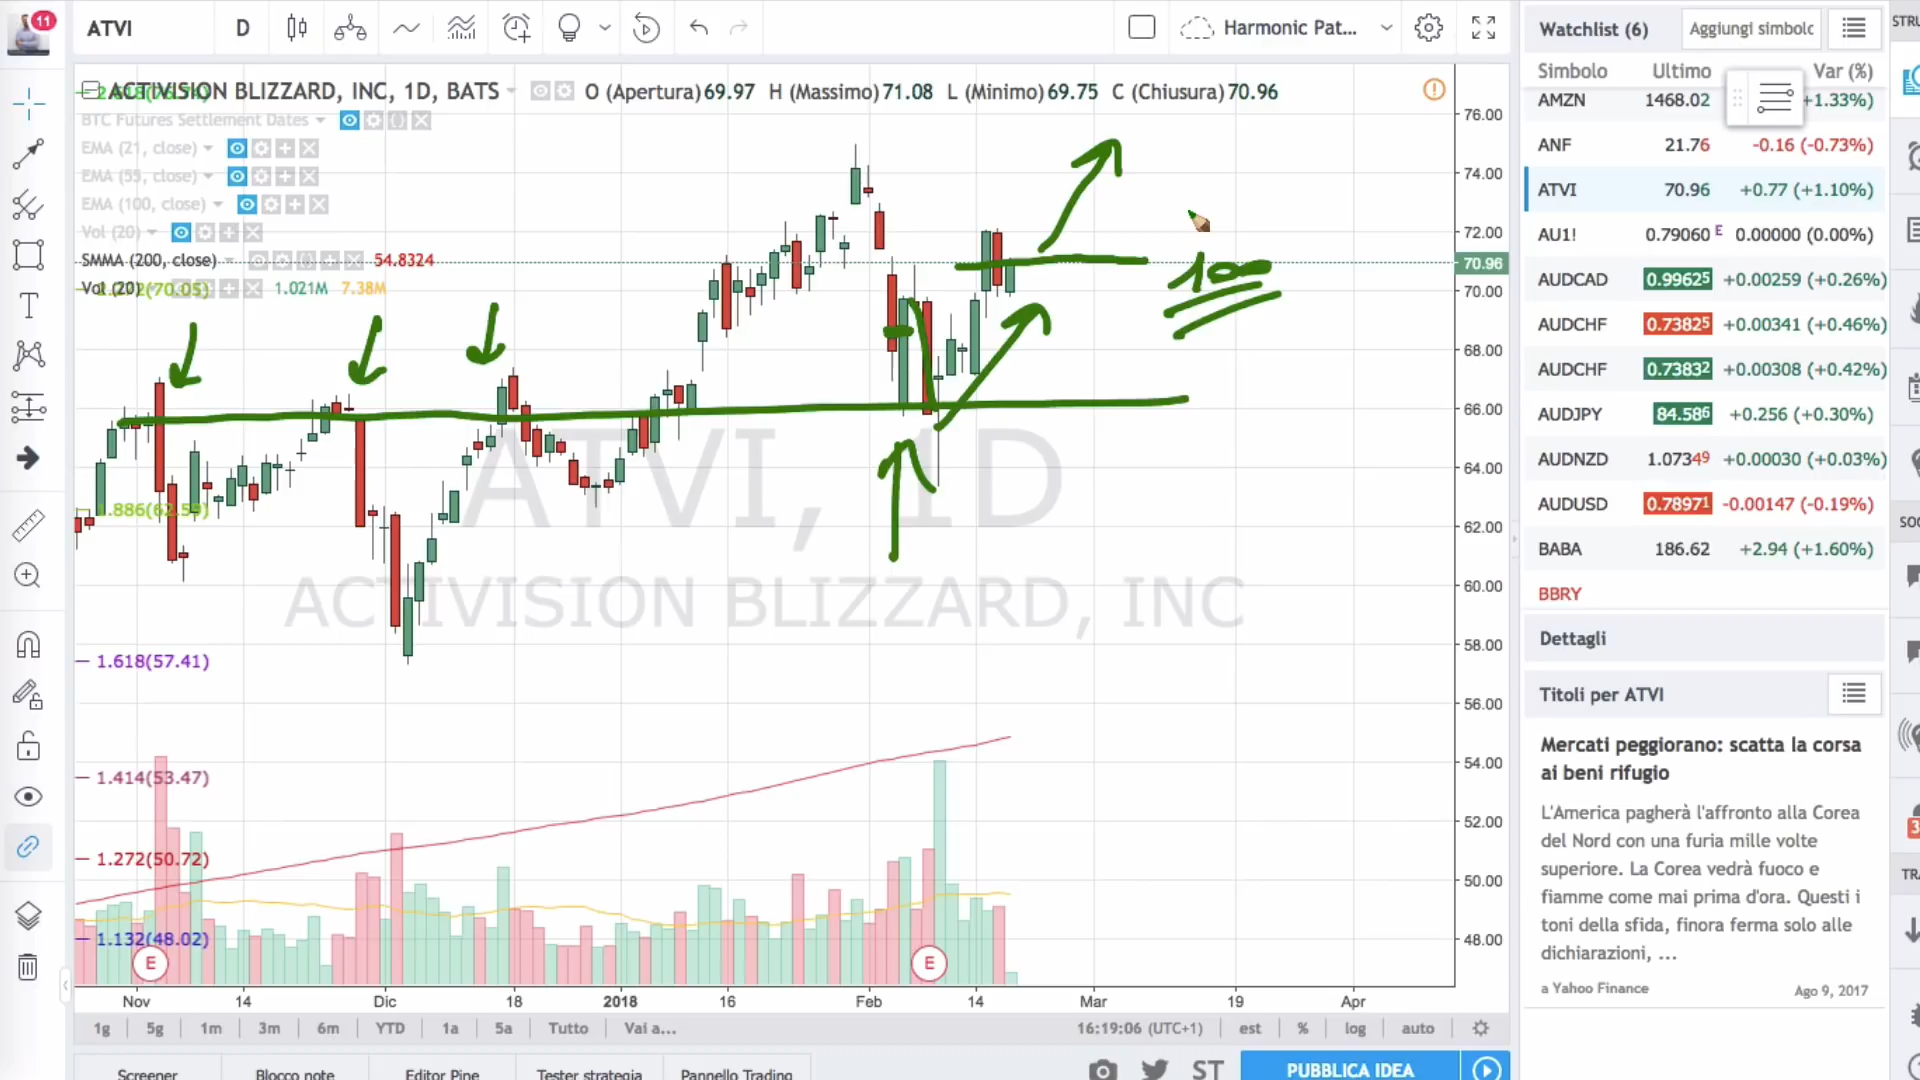 11
ATVI
D
Harmonic Pat...
Watchlist (6)
Aggiungi simbolo
STRU
ACTIVISION BLIZZARD, INC, 1D, BATS
O (Apertura)69.97 H (Massimo)71.08 L (Minimo)69.75 C (Chiusura)70.96
BTC Futures Settlement Dates
EMA (21, close)
EMA (55, close)
EMA (100, close)
Vol (20)
SMMA (200, close) 54.8324
Vol (20) 1.021M 7.38M
1.886(62.59)
1.618(57.41)
1.414(53.47)
1.272(50.72)
1.132(48.02)
100
ATVI, 1D
ACTIVISION BLIZZARD, INC
E
E
76.00
74.00
72.00
70.96
70.00
68.00
66.00
64.00
62.00
60.00
58.00
56.00
54.00
52.00
50.00
48.00
Nov 14 Dic 18 2018 16 Feb 14 Mar 19 Apr
1g 5g 1m 3m 6m YTD 1a 5a Tutto Vai a...
16:19:06 (UTC+1) est % log auto
Screener Blocco note Editor Pine Tester strategia Pannello Trading
ST
PUBBLICA IDEA
Simbolo Ultimo Var (%)
AMZN 1468.02 +1.33%)
ANF 21.76 -0.16 (-0.73%)
ATVI 70.96 +0.77 (+1.10%)
AU1! 0.79060 E 0.00000 (0.00%)
AUDCAD 0.99625 +0.00259 (+0.26%)
AUDCHF 0.73825 +0.00341 (+0.46%)
AUDCHF 0.73832 +0.00308 (+0.42%)
AUDJPY 84.586 +0.256 (+0.30%)
AUDNZD 1.07349 +0.00030 (+0.03%)
AUDUSD 0.78971 -0.00147 (-0.19%)
BABA 186.62 +2.94 (+1.60%)
BBRY
Dettagli
Titoli per ATVI
Mercati peggiorano: scatta la corsa
ai beni rifugio
L'America pagherà l'affronto alla Corea
del Nord con una furia mille volte
superiore. La Corea vedrà fuoco e
fiamme come mai prima d'ora. Questi i
toni della sfida, finora ferma solo alle
dichiarazioni, ...
a Yahoo Finance Ago 9, 2017
SOC
3
TRA